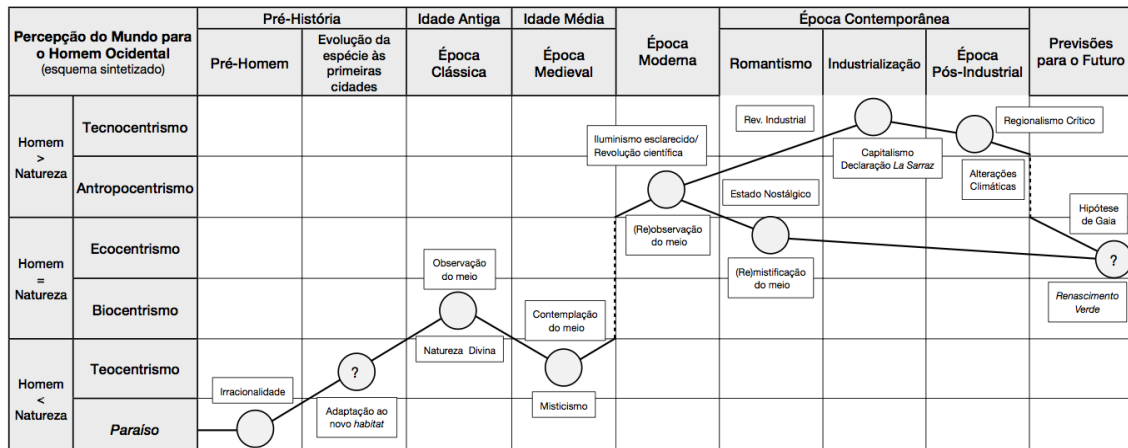 Percepção do Mundo para
o Homem Ocidental
(esquema sintetizado)
Pré-História
Idade Antiga
Idade Média
Época
Moderna
Época Contemporânea
Previsões
para o Futuro
Pré-Homem
Evolução da
espécie às
primeiras
cidades
Época
Clássica
Época
Medieval
Romantismo
Industrialização
Época
Pós-Industrial
Homem
>
Natureza
Tecnocentrismo
Antropocentrismo
Homem
=
Natureza
Ecocentrismo
Biocentrismo
Homem
<
Natureza
Teocentrismo
Paraíso
Irracionalidade
?
Adaptação ao
novo habitat
Observação
do meio
Natureza Divina
Contemplação
do meio
Misticismo
Iluminismo esclarecido/
Revolução científica
(Re)observação
do meio
Rev. Industrial
Estado Nostálgico
(Re)mistificação
do meio
Capitalismo
Declaração La Sarraz
Regionalismo Crítico
Alterações
Climáticas
Hipótese
de Gaia
?
Renascimento
Verde